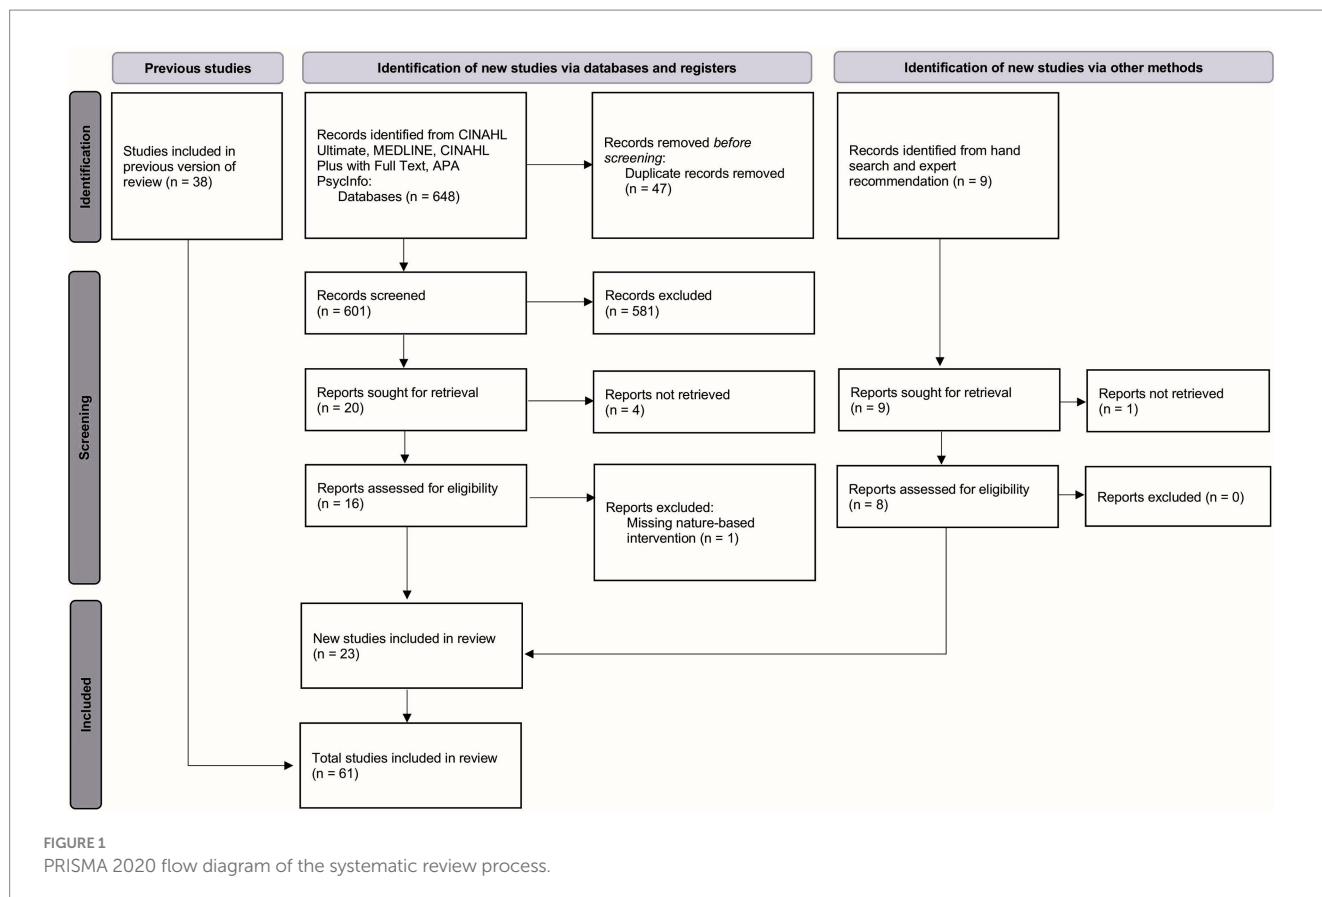 Previous studies
Identification of new studies via databases and registers
Identification of new studies via other methods
Identification
Studies included in
previous version of
review (n = 38)
Records identified from CINAHL
Ultimate, MEDLINE, CINAHL
Plus with Full Text, APA
PsycInfo:
Databases (n = 648)
Records removed before
screening:
Duplicate records removed
(n = 47)
Records identified from hand
search and expert
recommendation (n = 9)
Screening
Records screened
(n = 601)
Records excluded
(n = 581)
Reports sought for retrieval
(n = 20)
Reports not retrieved
(n = 4)
Reports sought for retrieval
(n = 9)
Reports not retrieved
(n = 1)
Reports assessed for eligibility
(n = 16)
Reports excluded:
Missing nature-based
intervention (n = 1)
Reports assessed for eligibility
(n = 8)
Reports excluded (n = 0)
Included
New studies included in review
(n = 23)
Total studies included in review
(n = 61)
FIGURE 1
PRISMA 2020 flow diagram of the systematic review process.